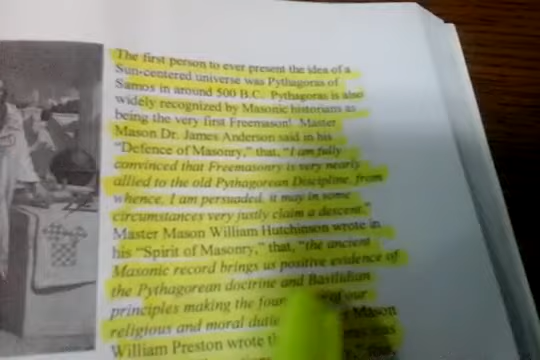 The first person to ever present the idea of a
Sun-centered universe was Pythagoras of
Samos in around 500 B.C. Pythagoras is also
widely recognized by Masonic historians as
being the very first Freemason! Master
Mason Dr. James Anderson said in his
"Defence of Masonry," that, "I am fully
convinced that Freemasonry is very nearly
allied to the old Pythagorean Discipline, from
whence, I am persuaded, it may in some
circumstances very justly claim a descent."
Master Mason William Hutchinson wrote in
his "Spirit of Masonry," that, "the ancient
Masonic record brings us positive evidence of
the Pythagorean doctrine and Basilidian
principles making the of our
religious and moral Mason
William Preston wrote